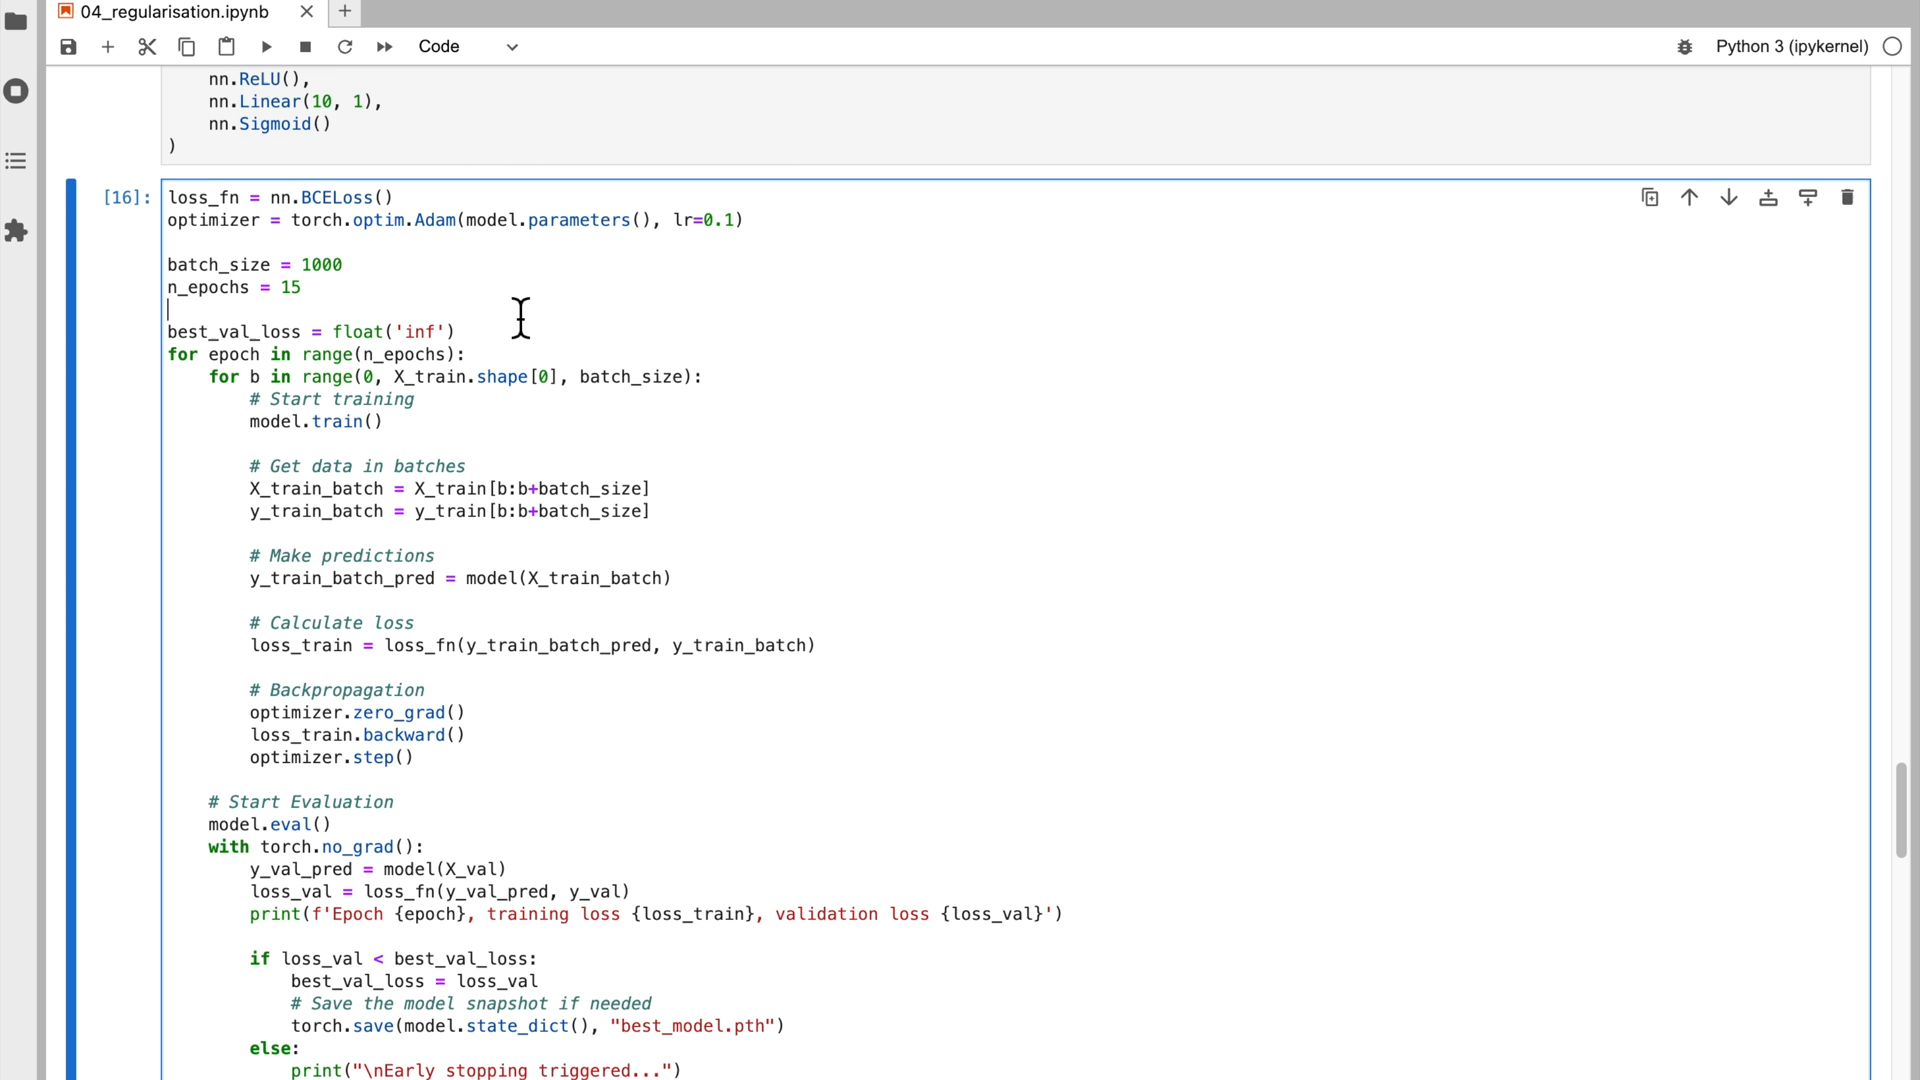 04_regularisation.ipynb
Code
Python 3 (ipykernel)
    nn.ReLU(),
    nn.Linear(10, 1),
    nn.Sigmoid()
)
[16]:
loss_fn = nn.BCELoss()
optimizer = torch.optim.Adam(model.parameters(), lr=0.1)
batch_size = 1000
n_epochs = 15
best_val_loss = float('inf')
for epoch in range(n_epochs):
    for b in range(0, X_train.shape[0], batch_size):
        # Start training
        model.train()
        # Get data in batches
        X_train_batch = X_train[b:b+batch_size]
        y_train_batch = y_train[b:b+batch_size]
        # Make predictions
        y_train_batch_pred = model(X_train_batch)
        # Calculate loss
        loss_train = loss_fn(y_train_batch_pred, y_train_batch)
        # Backpropagation
        optimizer.zero_grad()
        loss_train.backward()
        optimizer.step()
    # Start Evaluation
    model.eval()
    with torch.no_grad():
        y_val_pred = model(X_val)
        loss_val = loss_fn(y_val_pred, y_val)
        print(f'Epoch {epoch}, training loss {loss_train}, validation loss {loss_val}')
        if loss_val < best_val_loss:
            best_val_loss = loss_val
            # Save the model snapshot if needed
            torch.save(model.state_dict(), "best_model.pth")
        else:
            print("\nEarly stopping triggered...")